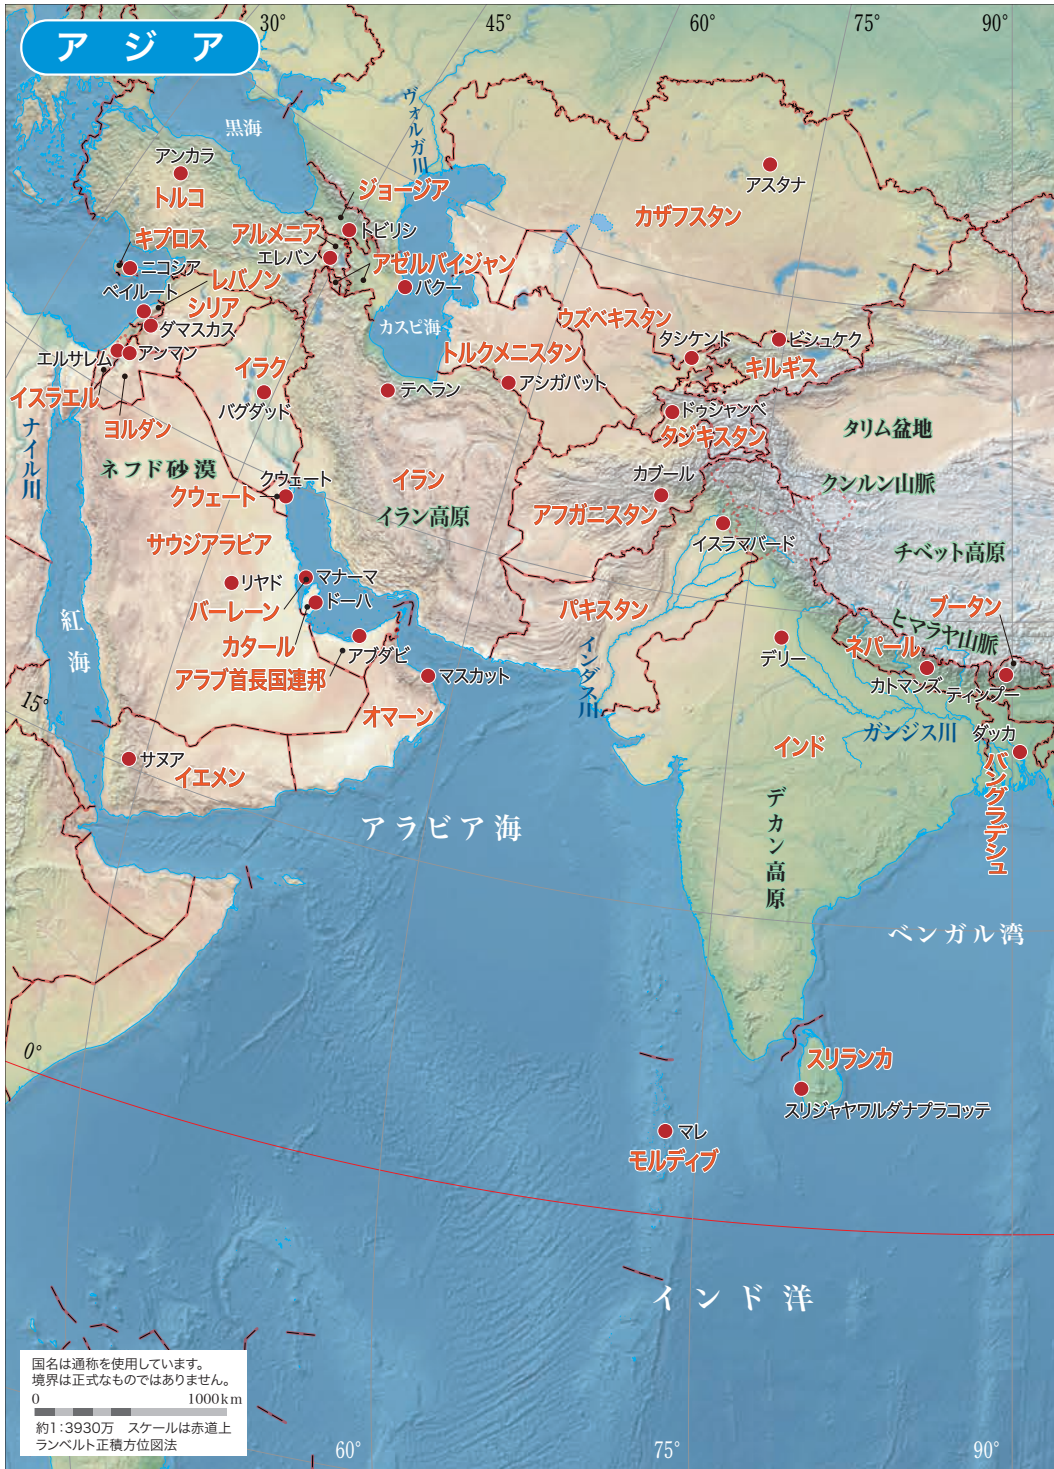 アジア
30°
45°
60°
75°
90°
黒海
ヴォルガ川
アンカラ
トルコ
アスタナ
ジョージア
カザフスタン
トビリシ
キプロス
アルメニア
エレバン
アゼルバイジャン
ニコシア
レバノン
ベイルート
バクー
シリア
ダマスカス
カスピ海
ウズベキスタン
タシケント
ビシュケク
エルサレム
アンマン
トルクメニスタン
キルギス
イラク
テヘラン
アシガバット
イスラエル
バグダッド
ドゥシャンベ
ヨルダン
タジキスタン
タリム盆地
ナイル川
ネフド砂漠
クウェート
イラン
カブール
クンルン山脈
クウェート
イラン高原
アフガニスタン
サウジアラビア
イスラマバード
チベット高原
リヤド
マナーマ
バーレーン
ドーハ
パキスタン
ブータン
紅海
カタール
ヒマラヤ山脈
アブダビ
インダス川
デリー
ネパール
アラブ首長国連邦
マスカット
カトマンズ
ティンプー
15°
オマーン
サヌア
イエメン
インド
ガンジス川
ダッカ
バングラデシュ
アラビア海
デカン高原
ベンガル湾
0°
スリランカ
スリジャヤワルダナプラコッテ
マレ
モルディブ
インド洋
国名は通称を使用しています。
境界は正式なものではありません。
0 1000km
約1:3930万 スケールは赤道上
ランベルト正積方位図法
60°
75°
90°